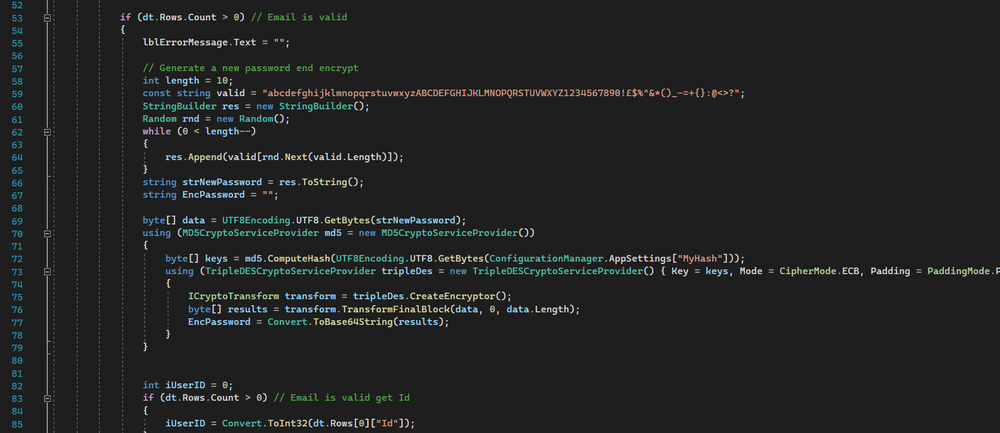 52
53 if (dt.Rows.Count > 0) // Email is valid
54 {
55 lblErrorMessage.Text = "";
56
57 // Generate a new password end encrypt
58 int length = 10;
59 const string valid = "abcdefghijklmnopqrstuvwxyzABCDEFGHIJKLMNOPQRSTUVWXYZ1234567890!£$%^&*()_-=+{}:@<>?";
60 StringBuilder res = new StringBuilder();
61 Random rnd = new Random();
62 while (0 < length--)
63 {
64 res.Append(valid[rnd.Next(valid.Length)]);
65 }
66 string strNewPassword = res.ToString();
67 string EncPassword = "";
68
69 byte[] data = UTF8Encoding.UTF8.GetBytes(strNewPassword);
70 using (MD5CryptoServiceProvider md5 = new MD5CryptoServiceProvider())
71 {
72 byte[] keys = md5.ComputeHash(UTF8Encoding.UTF8.GetBytes(ConfigurationManager.AppSettings["MyHash"]));
73 using (TripleDESCryptoServiceProvider tripleDes = new TripleDESCryptoServiceProvider() { Key = keys, Mode = CipherMode.ECB, Padding = PaddingMode.P
74 {
75 ICryptoTransform transform = tripleDes.CreateEncryptor();
76 byte[] results = transform.TransformFinalBlock(data, 0, data.Length);
77 EncPassword = Convert.ToBase64String(results);
78 }
79 }
80
81
82 int iUserID = 0;
83 if (dt.Rows.Count > 0) // Email is valid get Id
84 {
85 iUserID = Convert.ToInt32(dt.Rows[0]["Id"]);